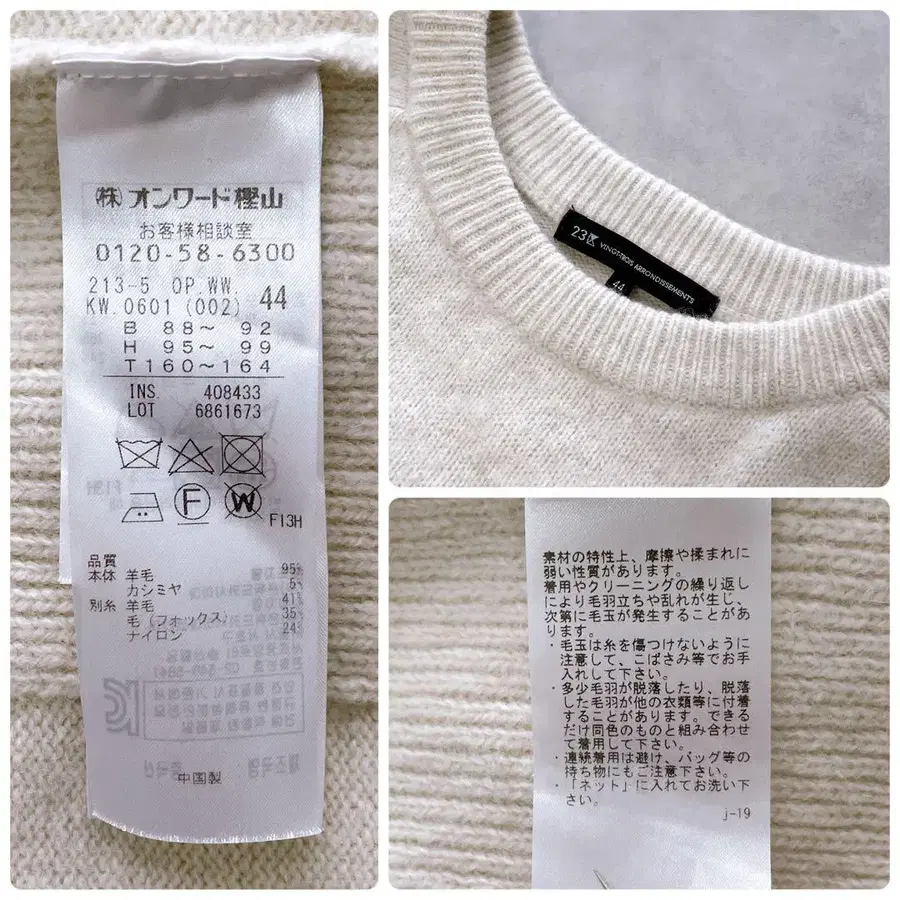 ㈱オンワード樫山
お客様相談室
0120-58-6300
213-5 OP.WW.
KW.0601 (002) 44
B 88～ 92
H 95～ 99
T160～164
INS. 408433
LOT 6861673
F
W
F13H
品質
本体 羊毛 95%
カシミヤ 5%
別糸 羊毛 41%
毛(フォックス) 35%
ナイロン 24%
中国製
23区 VINGT-TROIS ARRONDISSEMENTS
44
素材の特性上、摩擦や揉まれに
弱い性質があります。
着用やクリーニングの繰り返し
により毛羽立ちや乱れが生じ、
次第に毛玉が発生することがあ
ります。
・毛玉は糸を傷つけないように
注意して、こばさみ等でお手
入れして下さい。
・多少毛羽が脱落したり、脱落
した毛羽が他の衣類等に付着
することがあります。できる
だけ同色のものと組み合わせ
て着用して下さい。
・連続着用は避け、バッグ等の
持ち物にもご注意下さい。
・「ネット」に入れてお洗い下
さい。
j-19